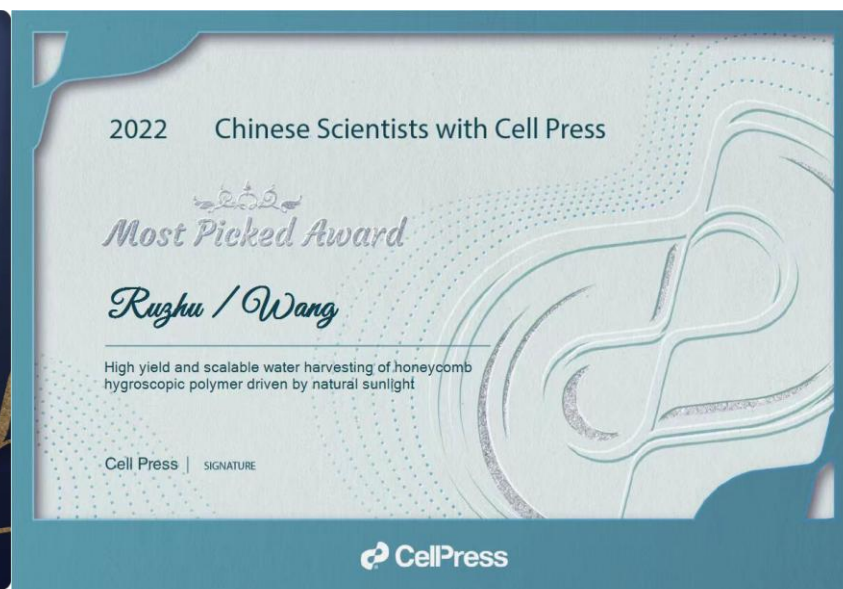 2022 Chinese Scientists with Cell Press
Most Picked Award
Ruzhu / Wang
High yield and scalable water harvesting of honeycomb
hygroscopic polymer driven by natural sunlight
Cell Press | SIGNATURE
CellPress